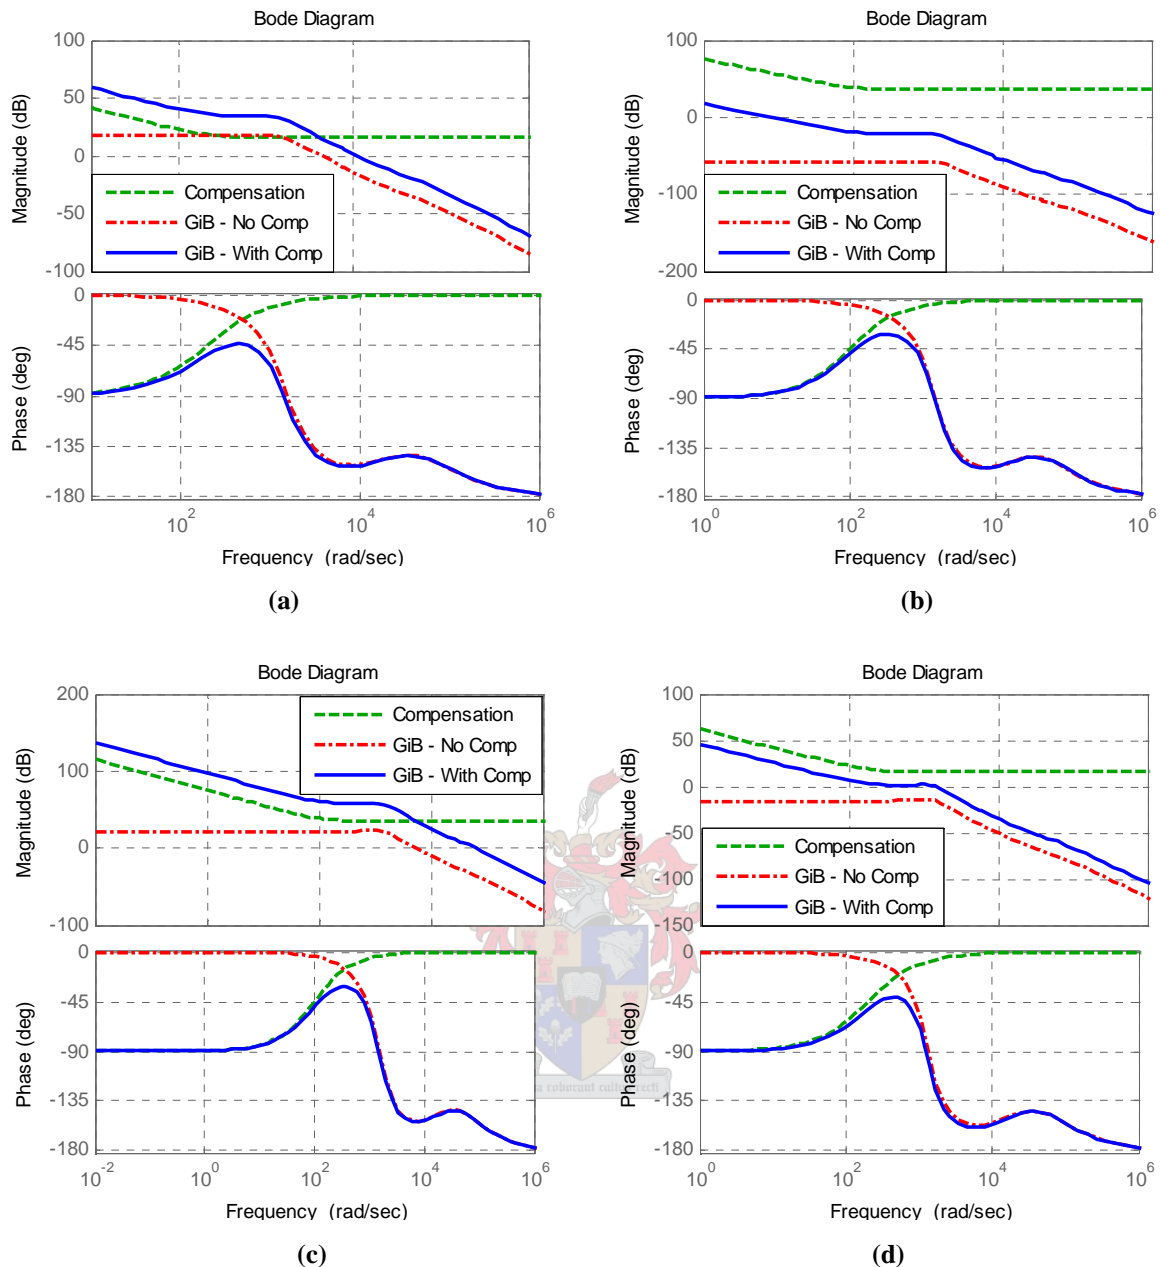 Bode Diagram
100
50
0
-50
-100
Magnitude (dB)
Compensation
GiB - No Comp
GiB - With Comp
0
-45
-90
-135
-180
Phase (deg)
10^2
10^4
10^6
Frequency (rad/sec)
(a)
Bode Diagram
100
0
-100
-200
Magnitude (dB)
Compensation
GiB - No Comp
GiB - With Comp
0
-45
-90
-135
-180
Phase (deg)
10^0
10^2
10^4
10^6
Frequency (rad/sec)
(b)
Bode Diagram
200
100
0
-100
Magnitude (dB)
Compensation
GiB - No Comp
GiB - With Comp
0
-45
-90
-135
-180
Phase (deg)
10^-2
10^0
10^2
10^4
10^6
Frequency (rad/sec)
(c)
Bode Diagram
100
50
0
-50
-100
-150
Magnitude (dB)
Compensation
GiB - No Comp
GiB - With Comp
0
-45
-90
-135
-180
Phase (deg)
10^0
10^2
10^4
10^6
Frequency (rad/sec)
(d)
roborant cultus recti